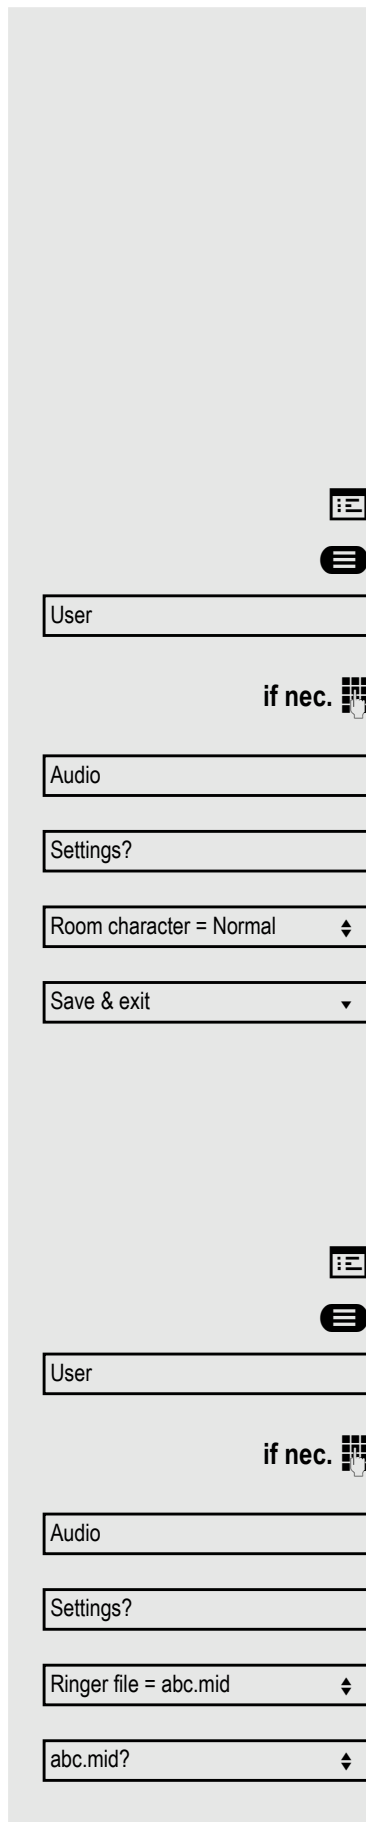 User
if nec.
Audio
Settings?
Room character = Normal
Save & exit
User
if nec.
Audio
Settings?
Ringer file = abc.mid
abc.mid?